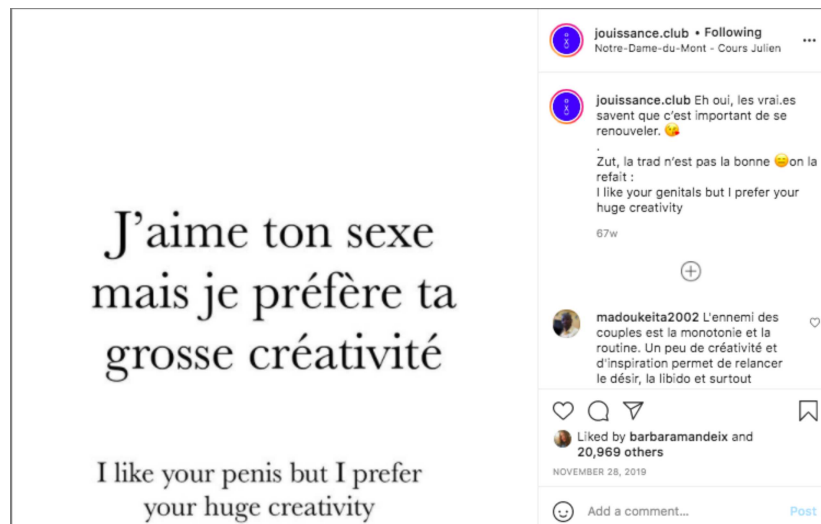 J'aime ton sexe
mais je préfère ta
grosse créativité
I like your penis but I prefer
your huge creativity
jouissance.club • Following
Notre-Dame-du-Mont - Cours Julien
jouissance.club Eh oui, les vrai.es
savent que c'est important de se
renouveler. 😘
.
Zut, la trad n'est pas la bonne 😑on la
refait :
I like your genitals but I prefer your
huge creativity
67w
madoukeita2002 L'ennemi des
couples est la monotonie et la
routine. Un peu de créativité et
d'inspiration permet de relancer
le désir, la libido et surtout
Liked by barbaramandeix and
20,969 others
NOVEMBER 28, 2019
Add a comment...
Post